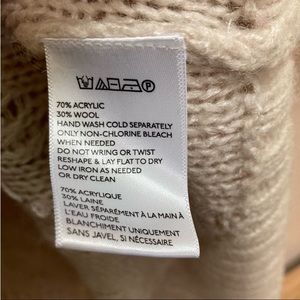 70% ACRYLIC
30% WOOL
HAND WASH COLD SEPARATELY
ONLY NON-CHLORINE BLEACH
WHEN NEEDED
DO NOT WRING OR TWIST
RESHAPE & LAY FLAT TO DRY
LOW IRON AS NEEDED
OR DRY CLEAN
70% ACRYLIQUE
30% LAINE
LAVER SÉPARÉMENT À LA MAIN À
L'EAU FROIDE
BLANCHIMENT UNIQUEMENT
SANS JAVEL, SI NÉCESSAIRE